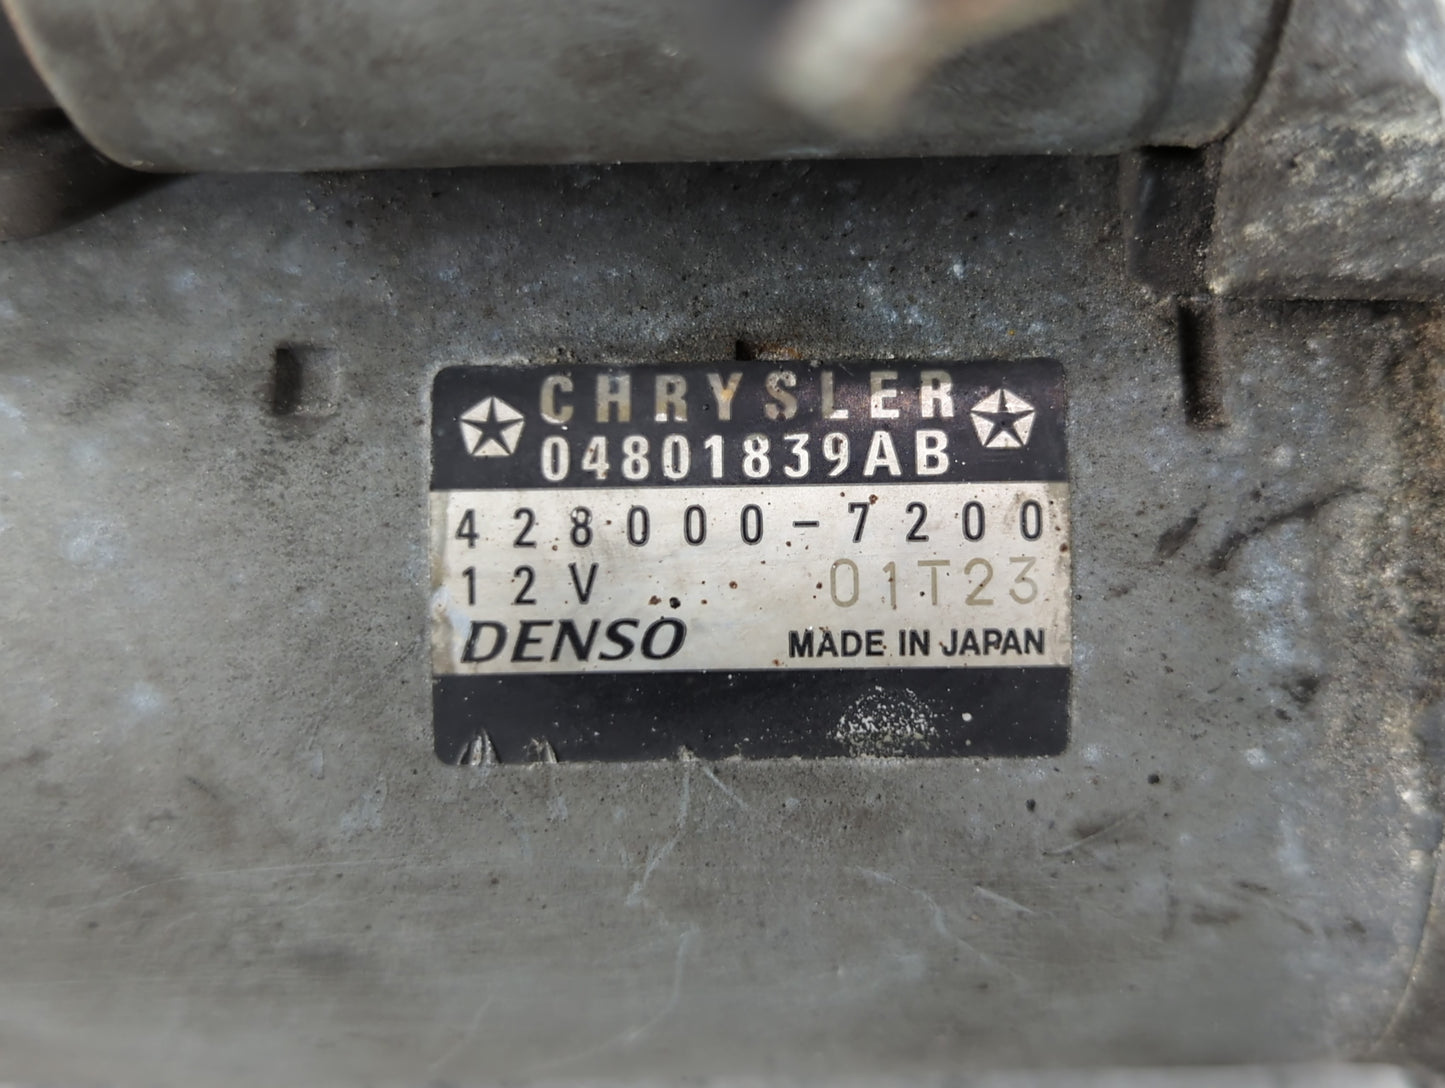 CHRYSLER
04801839AB
428000-7200
12V 01T23
DENSO MADE IN JAPAN